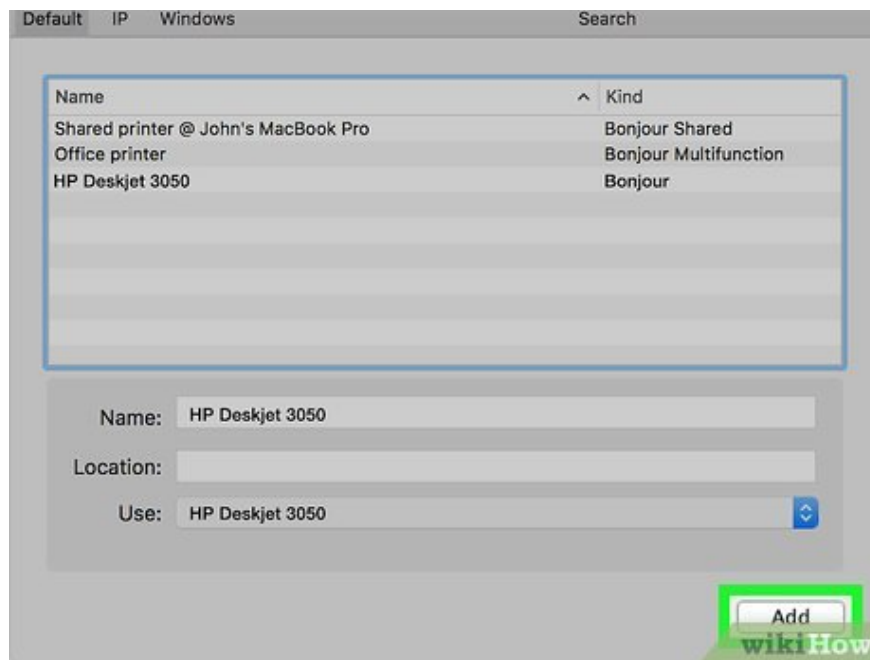 Default IP Windows Search
Name Kind
Shared printer @ John's MacBook Pro Bonjour Shared
Office printer Bonjour Multifunction
HP Deskjet 3050 Bonjour
Name: HP Deskjet 3050
Location:
Use: HP Deskjet 3050
Add
wikiHow